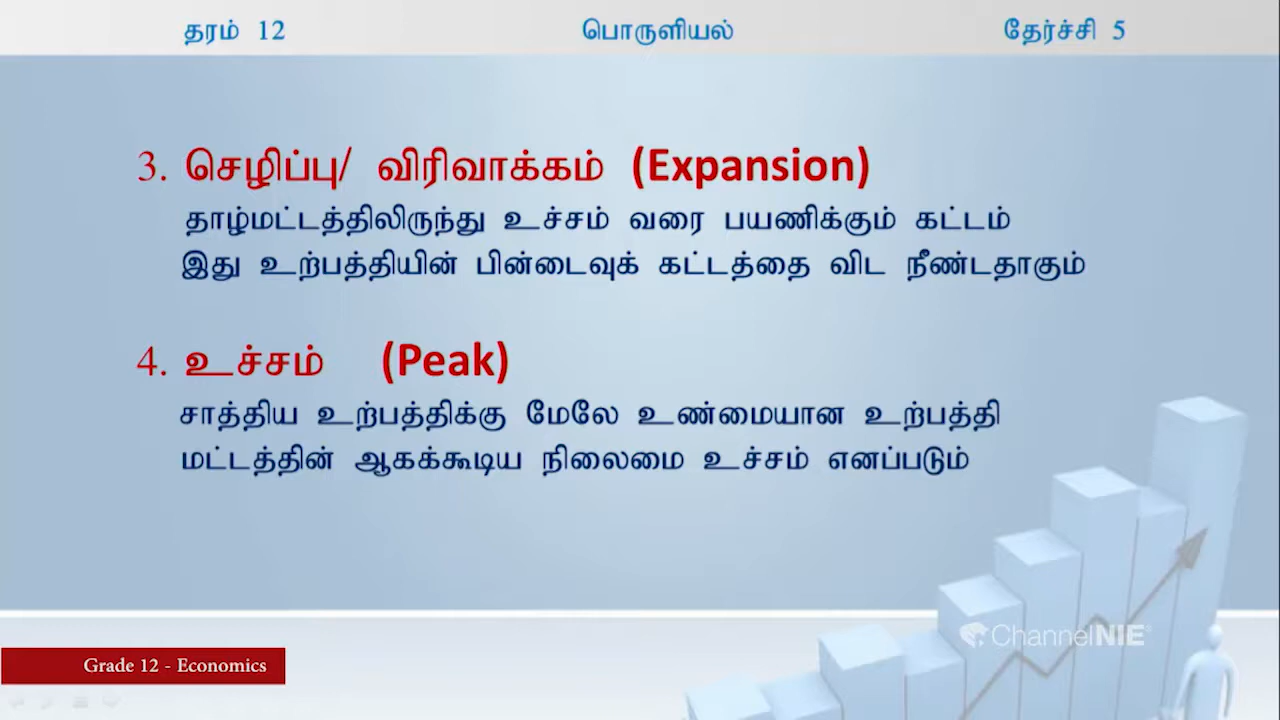 தரம் 12 பொருளியல் தேர்ச்சி 5
3. செழிப்பு/ விரிவாக்கம் (Expansion)
தாழ்மட்டத்திலிருந்து உச்சம் வரை பயணிக்கும் கட்டம்
இது உற்பத்தியின் பின்டைவுக் கட்டத்தை விட நீண்டதாகும்
4. உச்சம் (Peak)
சாத்திய உற்பத்திக்கு மேலே உண்மையான உற்பத்தி
மட்டத்தின் ஆகக்கூடிய நிலைமை உச்சம் எனப்படும்
ChannelNIE
Grade 12 - Economics